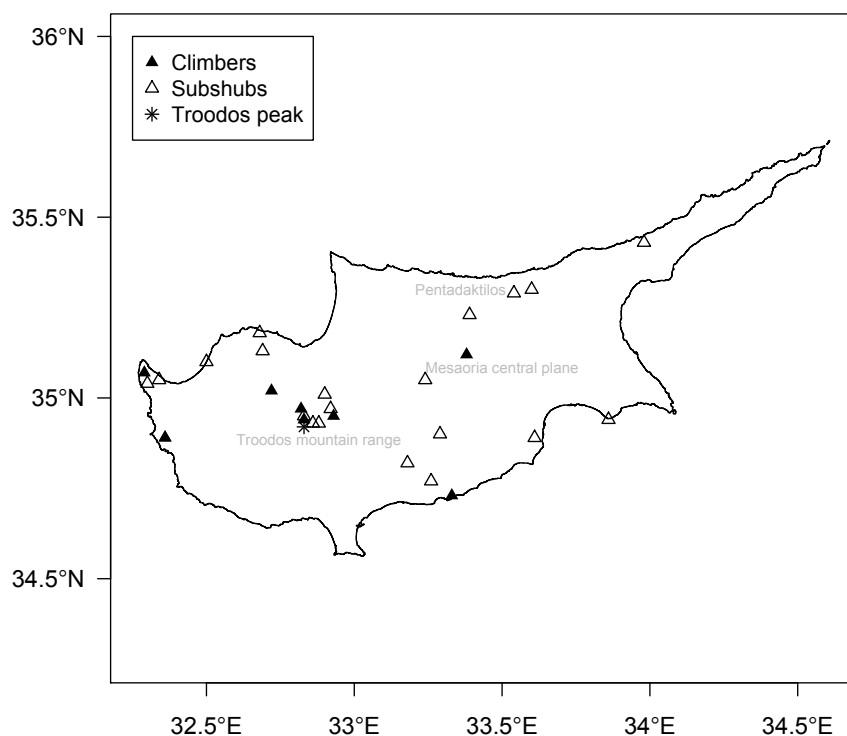 36°N
Climbers
Subshubs
Troodos peak
35.5°N
Pentadaktilos
Mesaoria central plane
35°N
Troodos mountain range
34.5°N
32.5°E 33°E 33.5°E 34°E 34.5°E